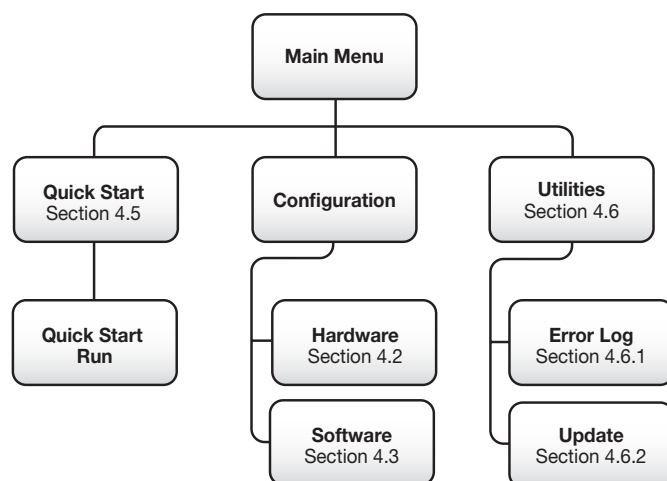 Main Menu
Quick Start
Section 4.5
Configuration
Utilities
Section 4.6
Quick Start
Run
Hardware
Section 4.2
Error Log
Section 4.6.1
Software
Section 4.3
Update
Section 4.6.2